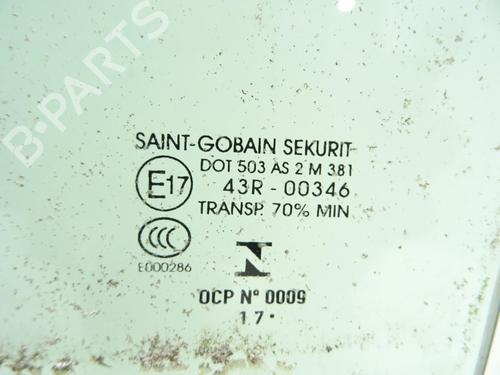 B-PARTS
SAINT-GOBAIN SEKURIT
DOT 503 AS 2 M 381
E17
43R - 00346
TRANSP. 70% MIN
CCC
E000286
N
OCP Nº 0009
17·